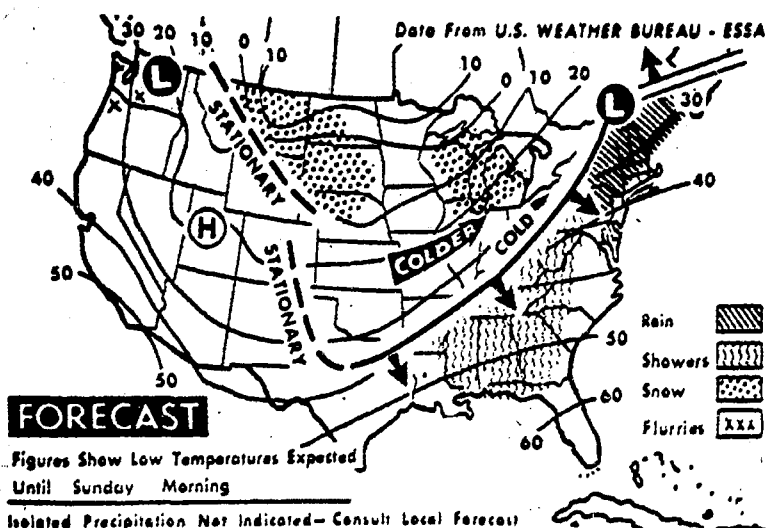 Data From U.S. WEATHER BUREAU - ESSA
30 20 10 0 10
10 0 10 20
L
L
30
STATIONARY
40
40
H
COLDER
COLD
STATIONARY
50
50
50
60
60
Rain
Showers
Snow
Flurries XXX
FORECAST
Figures Show Low Temperatures Expected
Until Sunday Morning
Isolated Precipitation Not Indicated— Consult Local Forecast